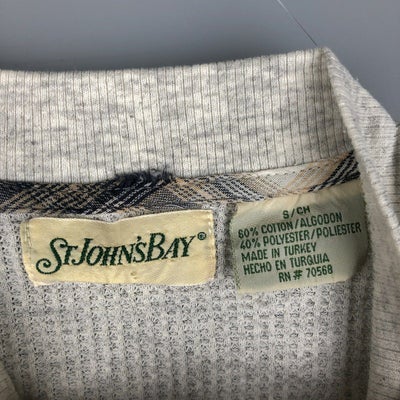 ST. JOHN'S BAY®
S/CH
60% COTTON/ALGODON
40% POLYESTER/POLIESTER
MADE IN TURKEY
HECHO EN TURQUIA
RN# 70568